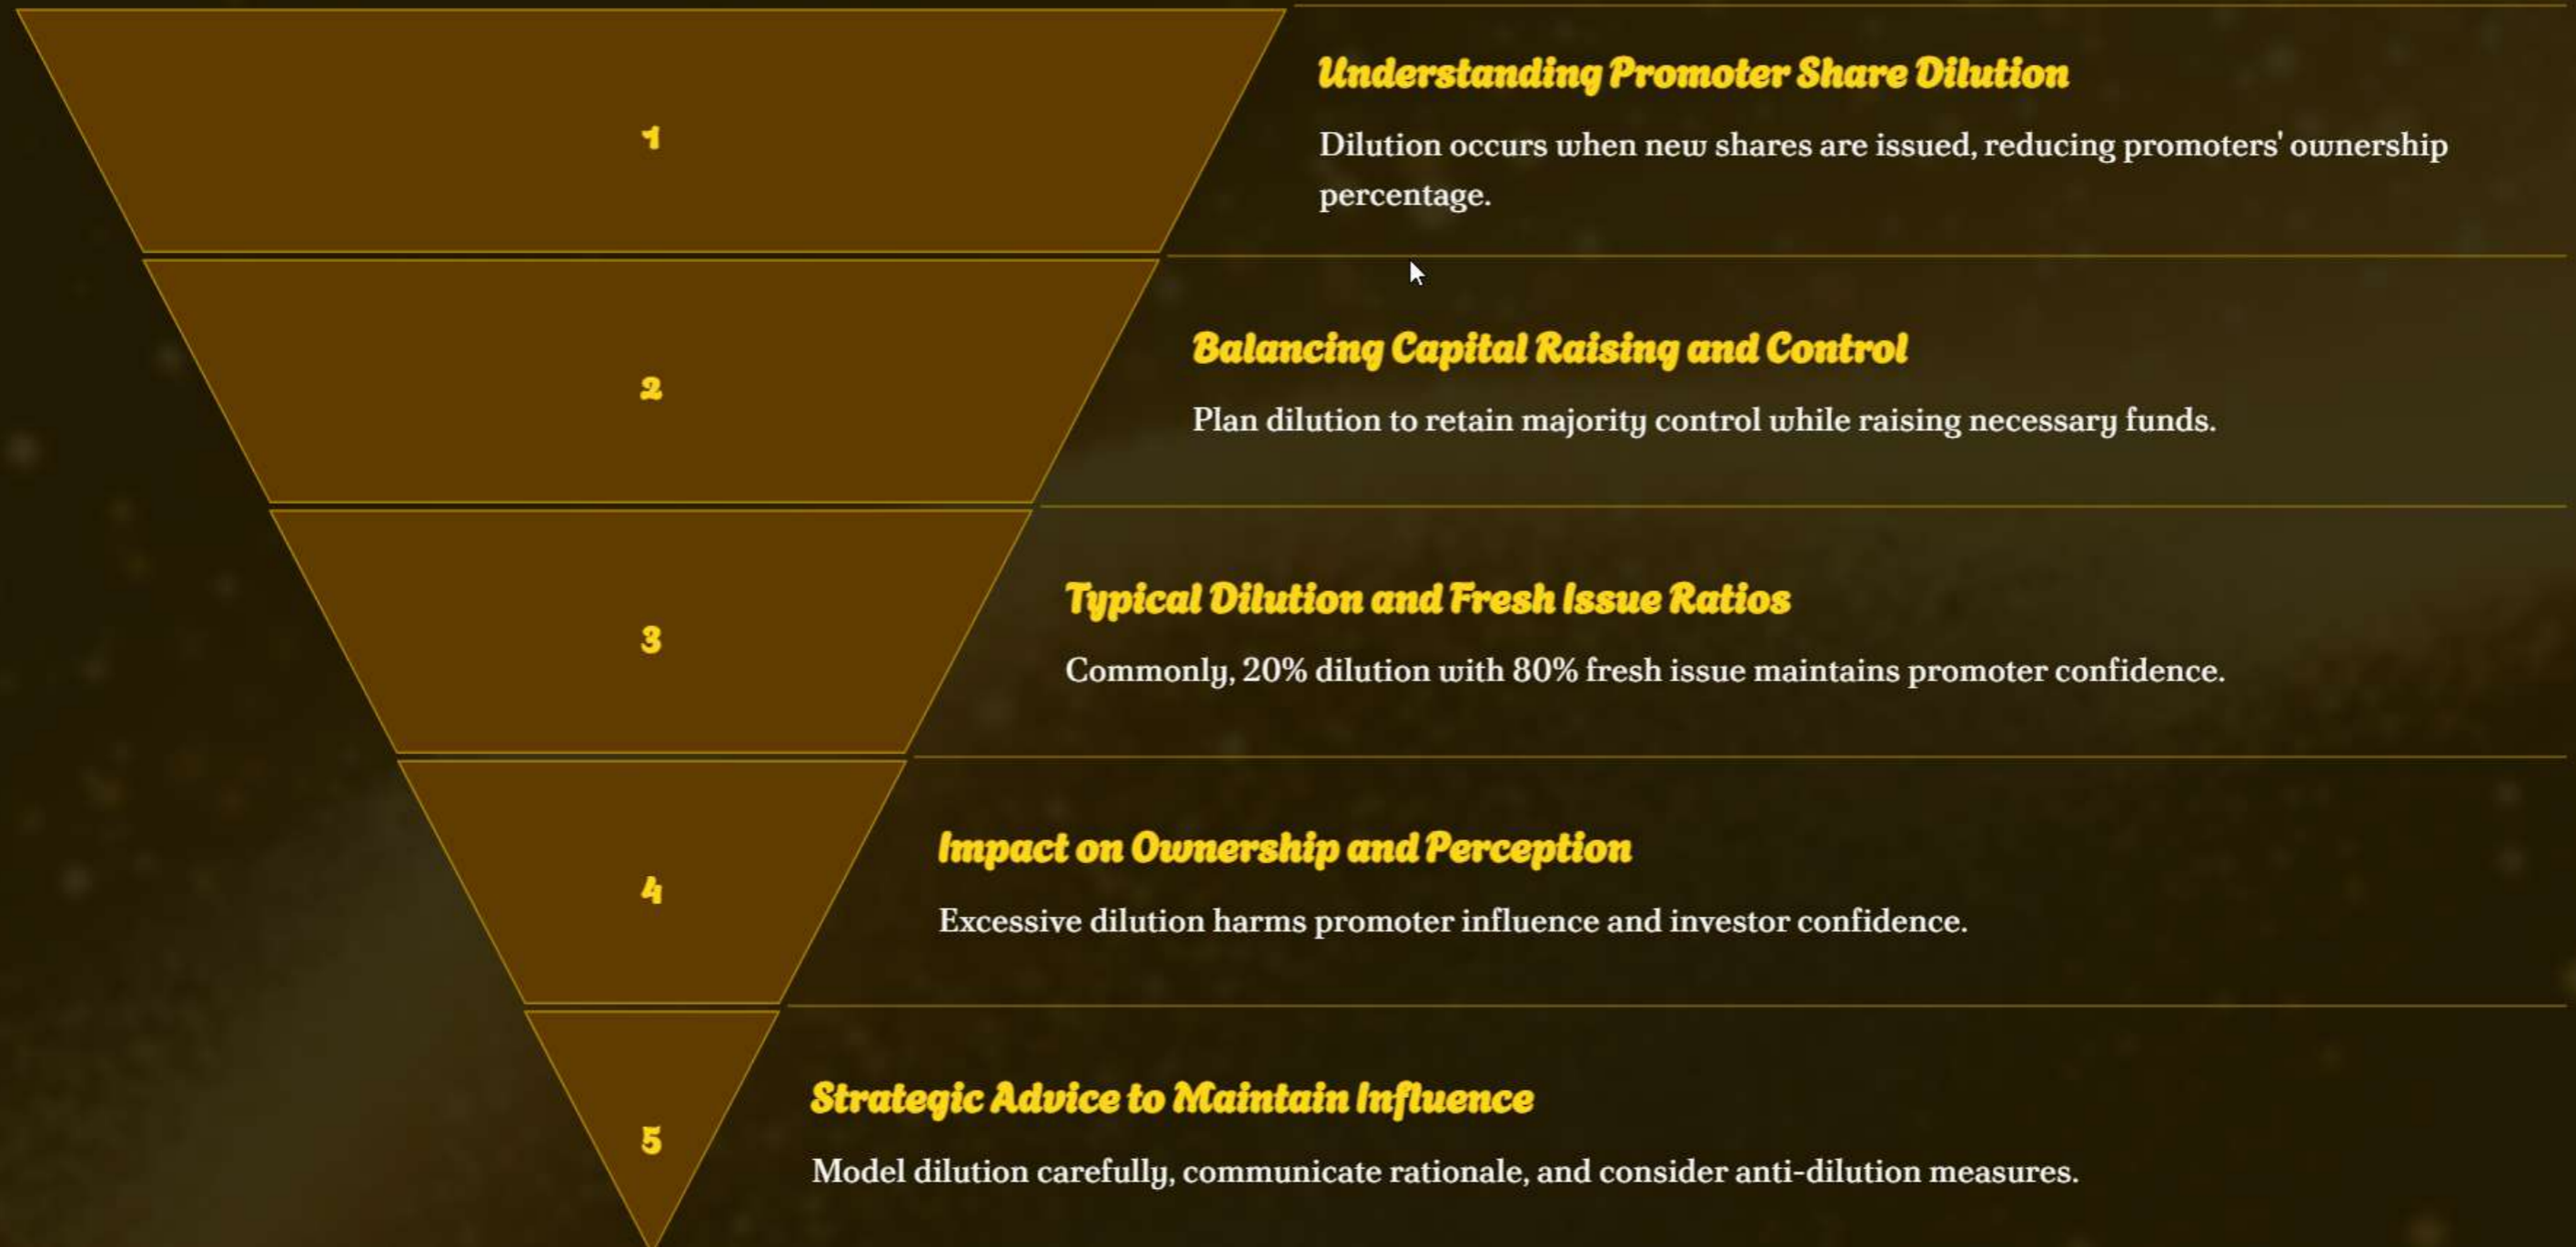 1
Understanding Promoter Share Dilution
Dilution occurs when new shares are issued, reducing promoters' ownership
percentage.
2
Balancing Capital Raising and Control
Plan dilution to retain majority control while raising necessary funds.
3
Typical Dilution and Fresh Issue Ratios
Commonly, 20% dilution with 80% fresh issue maintains promoter confidence.
4
Impact on Ownership and Perception
Excessive dilution harms promoter influence and investor confidence.
5
Strategic Advice to Maintain Influence
Model dilution carefully, communicate rationale, and consider anti-dilution measures.